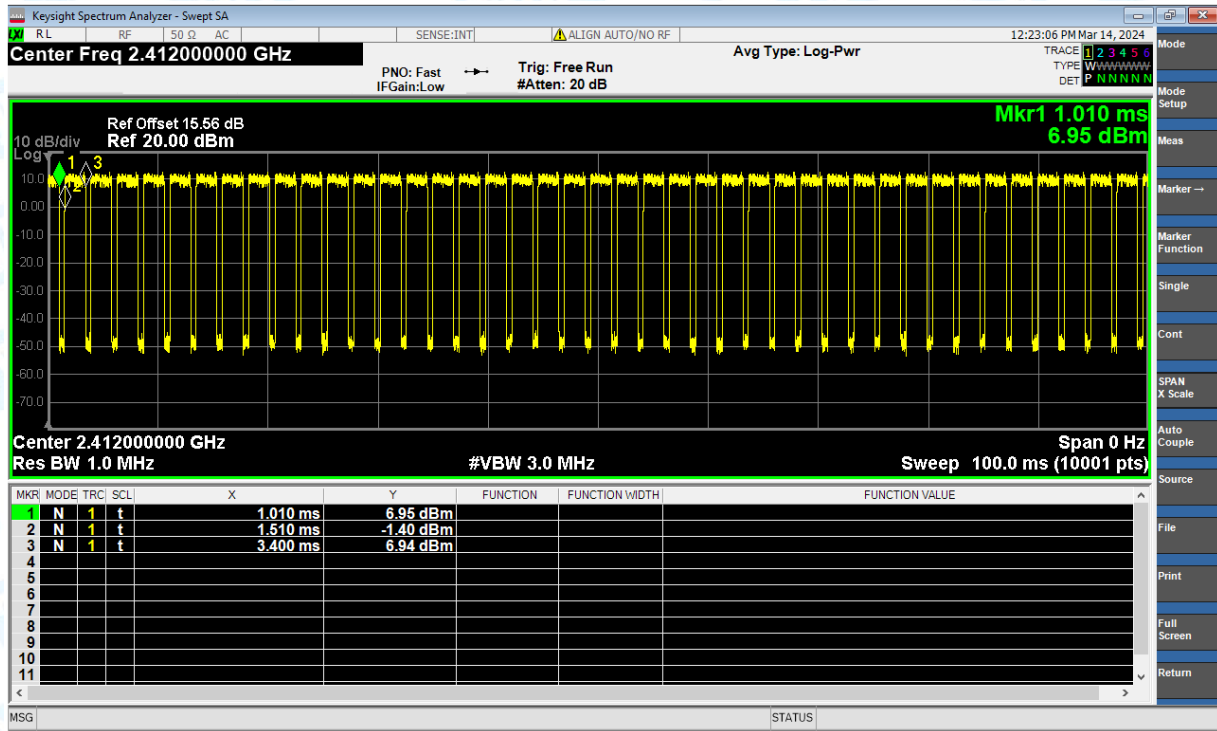 Keysight Spectrum Analyzer - Swept SA
LXI RL RF 50 Ω AC SENSE:INT ALIGN AUTO/NO RF 12:23:06 PM Mar 14, 2024
Center Freq 2.412000000 GHz Avg Type: Log-Pwr TRACE 1 2 3 4 5 6
PNO: Fast Trig: Free Run TYPE WWWWWW
IFGain:Low #Atten: 20 dB DET P N N N N N
Mkr1 1.010 ms
6.95 dBm
Ref Offset 15.56 dB
10 dB/div Ref 20.00 dBm
Log
1 3
2
10.0
0.00
-10.0
-20.0
-30.0
-40.0
-50.0
-60.0
-70.0
Center 2.412000000 GHz Span 0 Hz
Res BW 1.0 MHz #VBW 3.0 MHz Sweep 100.0 ms (10001 pts)
MKR MODE TRC SCL X Y FUNCTION FUNCTION WIDTH FUNCTION VALUE
1 N 1 t 1.010 ms 6.95 dBm
2 N 1 t 1.510 ms -1.40 dBm
3 N 1 t 3.400 ms 6.94 dBm
4
5
6
7
8
9
10
11
MSG STATUS
Mode
Mode
Setup
Meas
Marker →
Marker
Function
Single
Cont
SPAN
X Scale
Auto
Couple
Source
File
Print
Full
Screen
Return